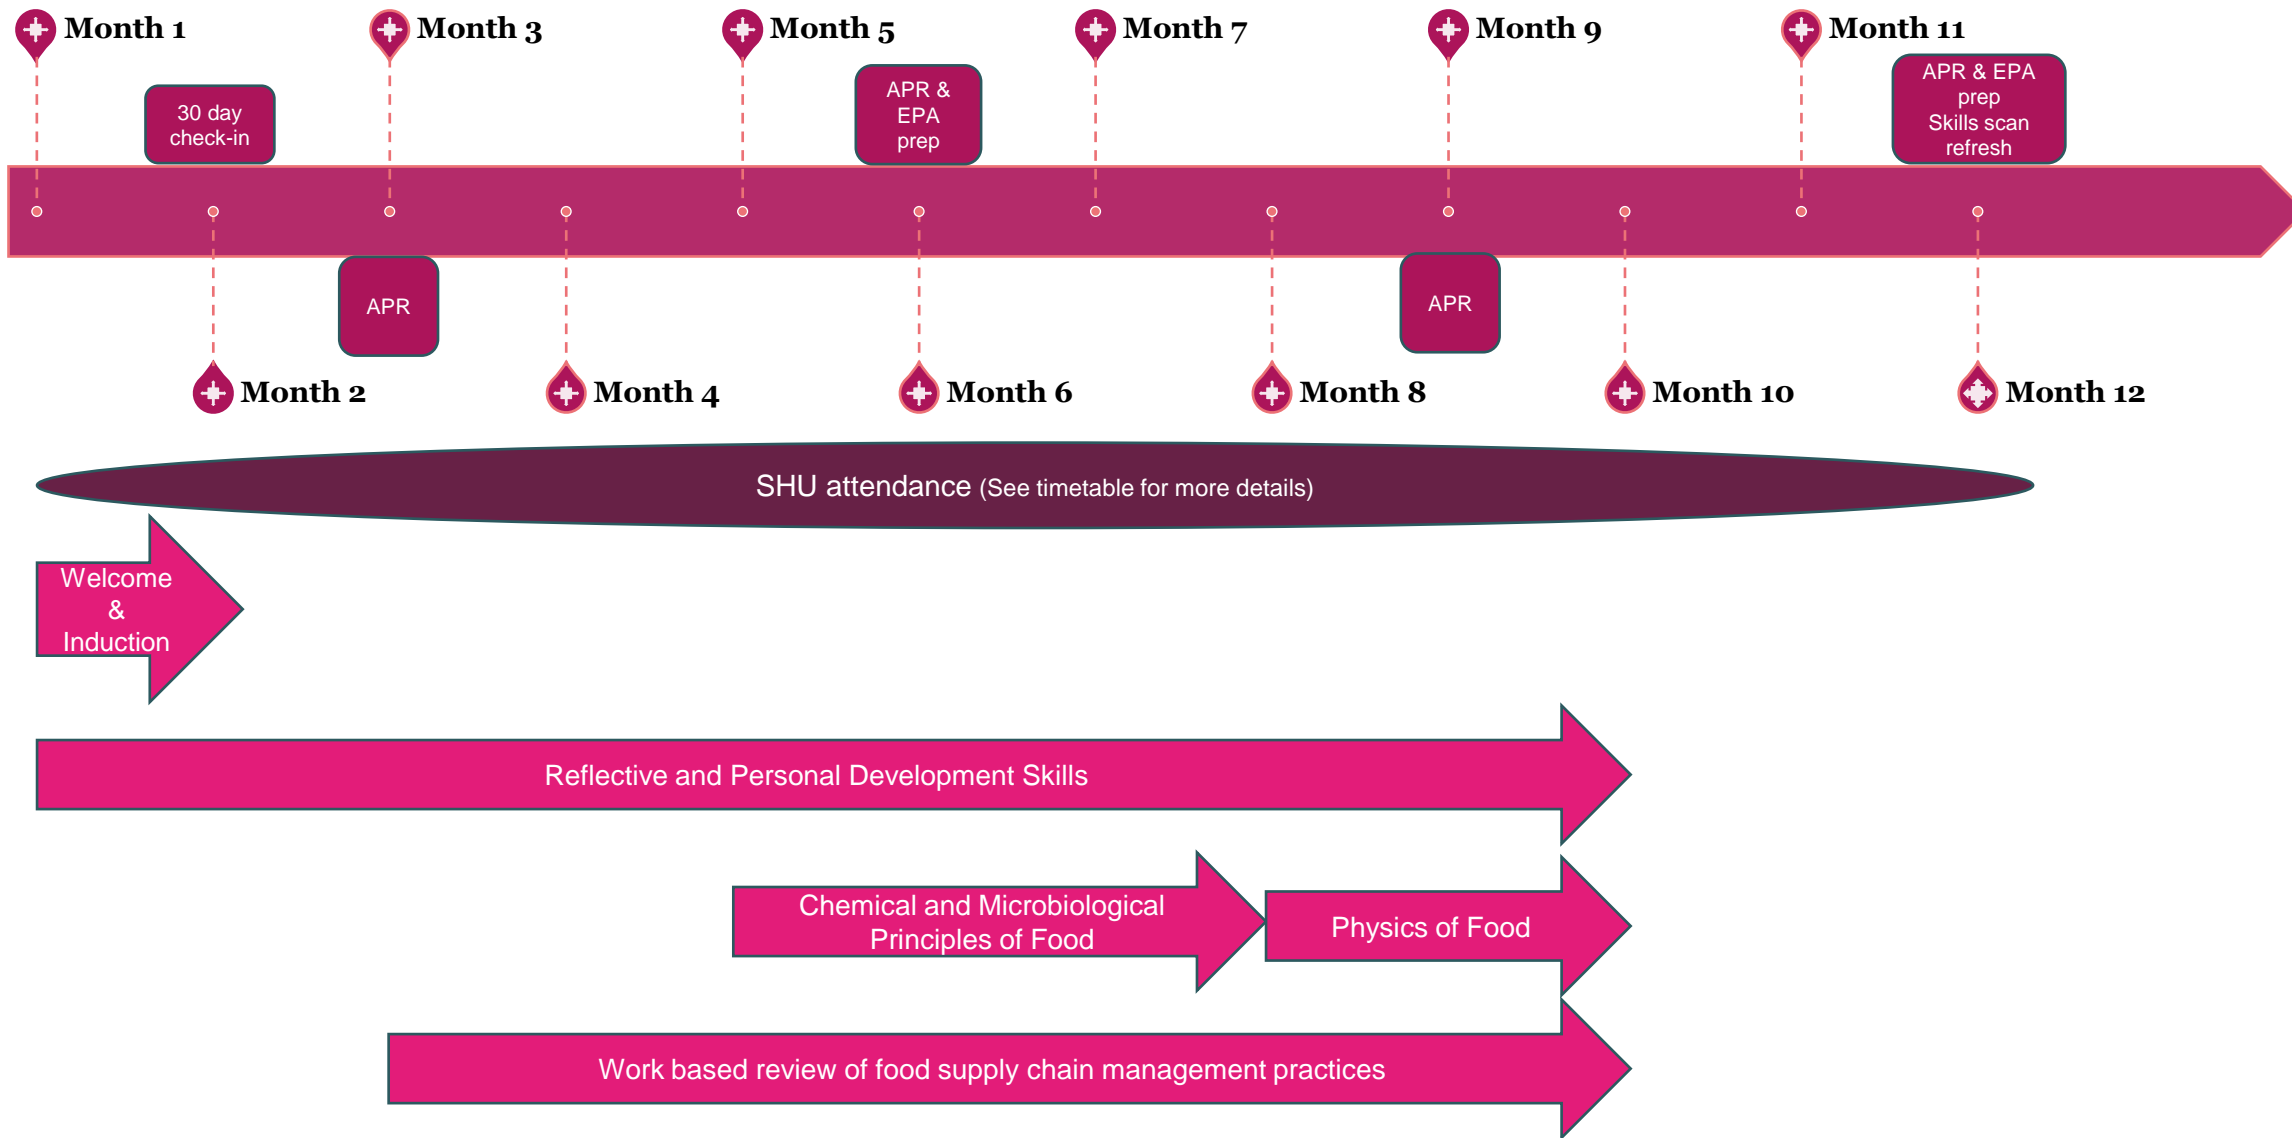 Month 1
Month 3
Month 5
Month 7
Month 9
Month 11
30 day
check-in
APR &
EPA
prep
APR & EPA
prep
Skills scan
refresh
APR
APR
Month 2
Month 4
Month 6
Month 8
Month 10
Month 12
SHU attendance (See timetable for more details)
Welcome
&
Induction
Reflective and Personal Development Skills
Chemical and Microbiological
Principles of Food
Physics of Food
Work based review of food supply chain management practices